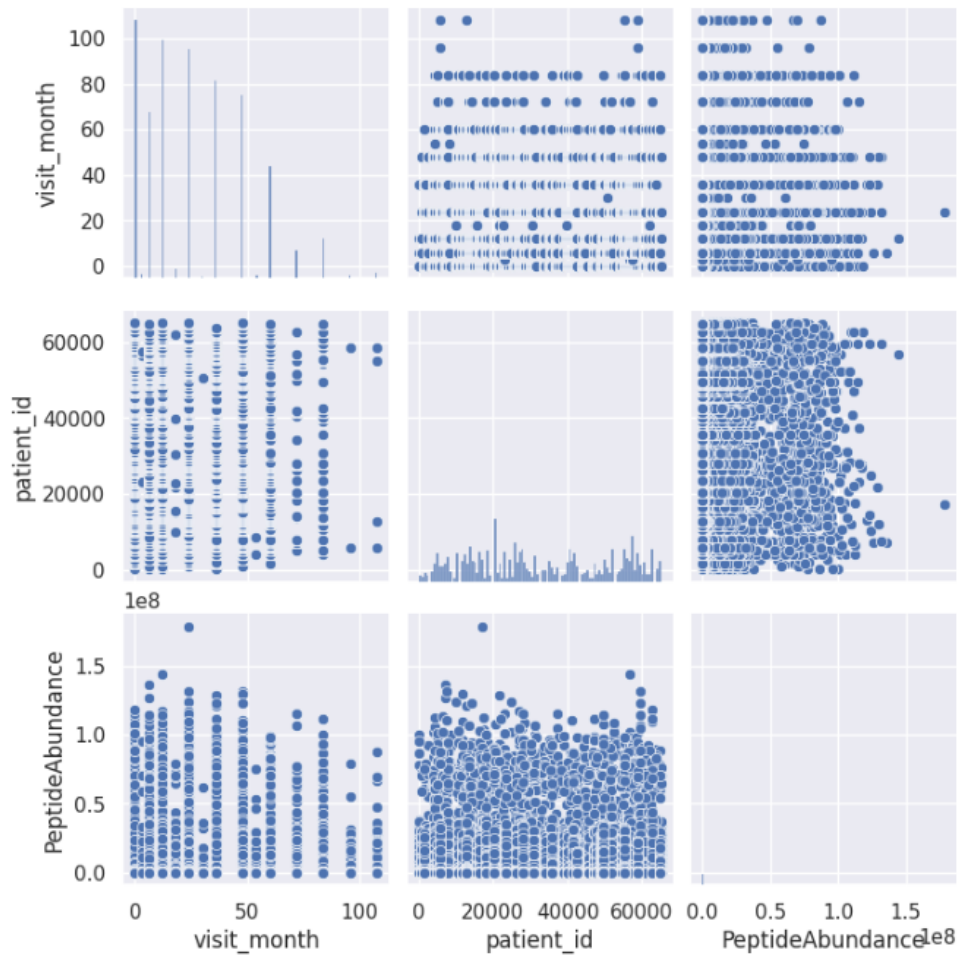 100
80
60
40
20
0
visit_month
60000
40000
20000
0
patient_id
1e8
1.5
1.0
0.5
0.0
PeptideAbundance
0 50 100
visit_month
0 20000 40000 60000
patient_id
0.0 0.5 1.0 1.5
PeptideAbundance 1e8